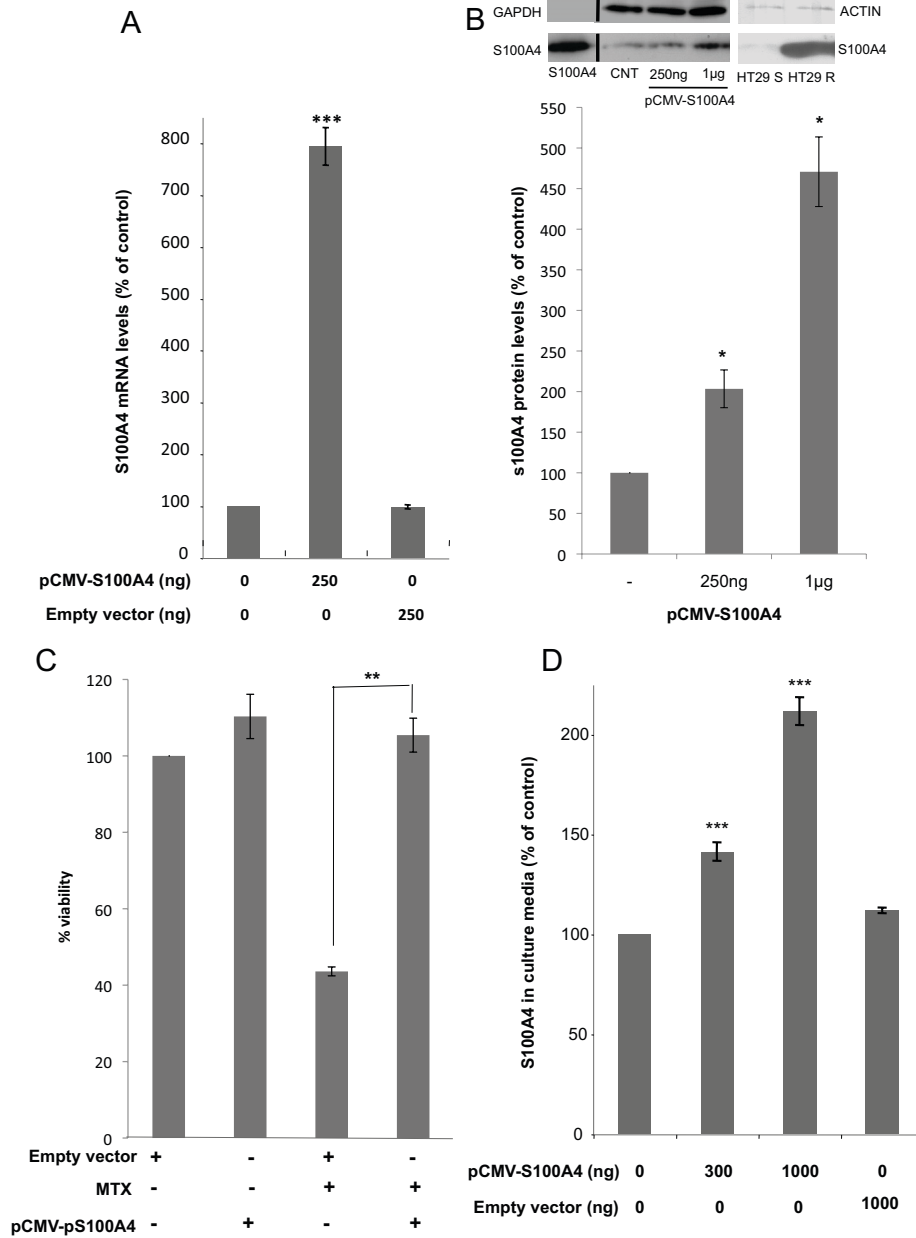 A
B
GAPDH
ACTIN
S100A4
S100A4
S100A4 CNT 250ng 1µg
pCMV-S100A4
HT29 S HT29 R
S100A4 mRNA levels (% of control)
800
700
600
500
400
300
200
100
0
***
pCMV-S100A4 (ng) 0 250 0
Empty vector (ng) 0 0 250
s100A4 protein levels (% of control)
550
500
450
400
350
300
250
200
150
100
50
0
*
*
- 250ng 1µg
pCMV-S100A4
C
% viability
120
100
80
60
40
20
0
**
Empty vector + - + -
MTX - - + +
pCMV-pS100A4 - + - +
D
S100A4 in culture media (% of control)
200
150
100
50
0
***
***
pCMV-S100A4 (ng) 0 300 1000 0
Empty vector (ng) 0 0 0 1000